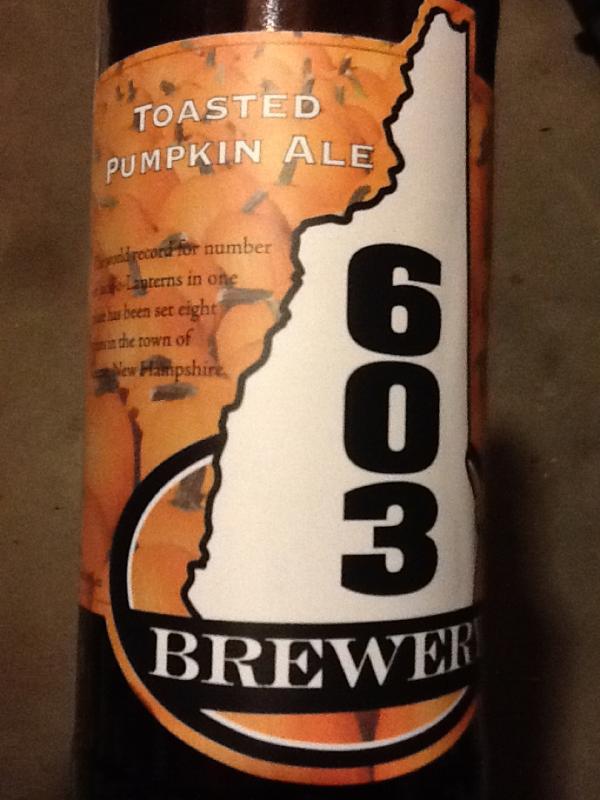 TOASTED
PUMPKIN ALE
world record for number
-Lanterns in one
has been set eight
in the town of
New Hampshire.
603
BREWERY